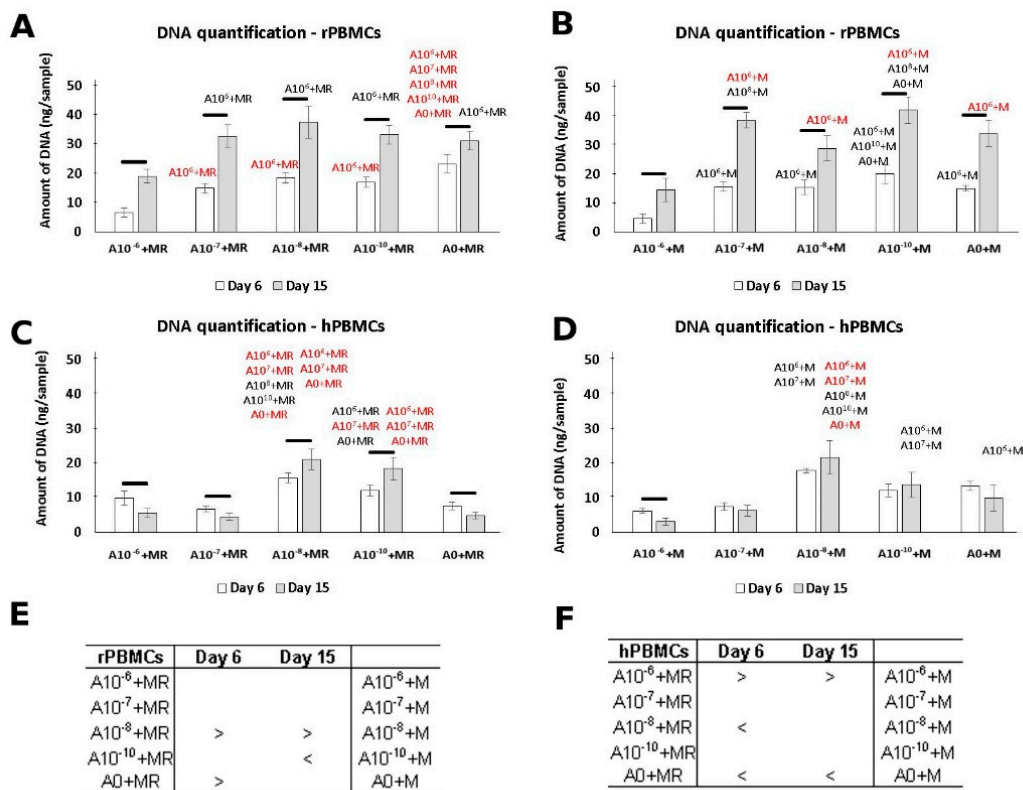 A
DNA quantification - rPBMCs
Amount of DNA (ng/sample)
50
40
30
20
10
0
A10⁶+MR
A10⁷+MR
A10⁸+MR
A10¹⁰+MR
A0+MR
A10⁶+MR
A10⁶+MR
A10⁶+MR
A10⁶+MR
A10⁶+MR
A10⁶+MR
A10⁶+MR
A10⁻⁶+MR A10⁻⁷+MR A10⁻⁸+MR A10⁻¹⁰+MR A0+MR
Day 6 Day 15
B
DNA quantification - rPBMCs
Amount of DNA (ng/sample)
50
40
30
20
10
0
A10⁶+M
A10⁸+M
A10⁶+M
A10⁶+M
A10⁸+M
A0+M
A10⁶+M
A10⁶+M
A10⁶+M
A10⁶+M
A10¹⁰+M
A0+M
A10⁶+M
A10⁻⁶+M A10⁻⁷+M A10⁻⁸+M A10⁻¹⁰+M A0+M
Day 6 Day 15
C
DNA quantification - hPBMCs
Amount of DNA (ng/sample)
50
40
30
20
10
0
A10⁶+MR
A10⁷+MR
A10⁸+MR
A10¹⁰+MR
A0+MR
A10⁶+MR
A10⁷+MR
A0+MR
A10⁶+MR
A10⁷+MR
A0+MR
A10⁶+MR
A10⁷+MR
A0+MR
A10⁻⁶+MR A10⁻⁷+MR A10⁻⁸+MR A10⁻¹⁰+MR A0+MR
Day 6 Day 15
D
DNA quantification - hPBMCs
Amount of DNA (ng/sample)
50
40
30
20
10
0
A10⁶+M
A10⁷+M
A10⁶+M
A10⁷+M
A10⁸+M
A10¹⁰+M
A0+M
A10⁶+M
A10⁷+M
A10⁶+M
A10⁻⁶+M A10⁻⁷+M A10⁻⁸+M A10⁻¹⁰+M A0+M
Day 6 Day 15
E
rPBMCs Day 6 Day 15
A10⁻⁶+MR A10⁻⁶+M
A10⁻⁷+MR A10⁻⁷+M
A10⁻⁸+MR > > A10⁻⁸+M
A10⁻¹⁰+MR < A10⁻¹⁰+M
A0+MR > A0+M
F
hPBMCs Day 6 Day 15
A10⁻⁶+MR > > A10⁻⁶+M
A10⁻⁷+MR A10⁻⁷+M
A10⁻⁸+MR < A10⁻⁸+M
A10⁻¹⁰+MR A10⁻¹⁰+M
A0+MR < < A0+M